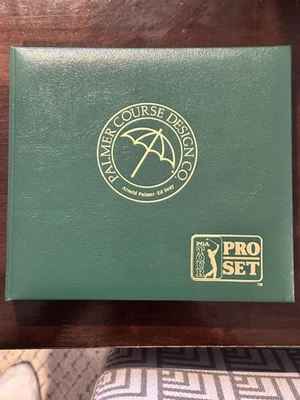 PALMER COURSE DESIGN CO.
Arnold Palmer · Ed Seay
PGA
TOUR
PRO
SET
TM